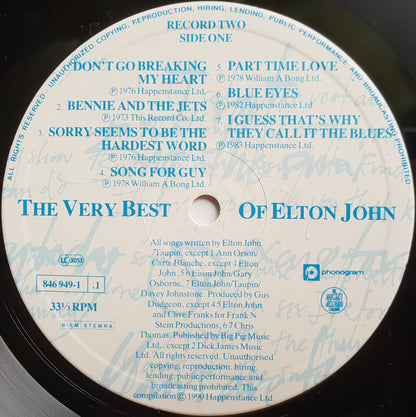 ALL RIGHTS RESERVED. UNAUTHORIZED COPYING, REPRODUCTION, HIRING, LENDING, PUBLIC PERFORMANCE AND BROADCASTING PROHIBITED.
RECORD TWO
SIDE ONE
DON'T GO BREAKING
MY HEART
℗ 1976 Happenstance Ltd.
2. BENNIE AND THE JETS
℗ 1973 This Record Co. Ltd.
3. SORRY SEEMS TO BE THE
HARDEST WORD
℗ 1976 Happenstance Ltd.
4. SONG FOR GUY
℗ 1978 William A Bong Ltd.
5. PART TIME LOVE
℗ 1978 William A Bong Ltd.
6. BLUE EYES
℗ 1982 Happenstance Ltd.
7. I GUESS THAT'S WHY
THEY CALL IT THE BLUES
℗ 1983 Happenstance Ltd.
THE VERY BEST OF ELTON JOHN
LC 3053
846 949-1 .1
33⅓ RPM
BIEM STEMRA
phonogram
THE ROCKET RECORD COMPANY
All songs written by Elton John
Taupin, except 1 Ann Orson/
Carte-Blanche, except 4 Elton
John, 5 6 Elton John/Gary
Osborne, 7 Elton John/Taupin/
Davey Johnstone. Produced by Gus
Dudgeon, except 4 5 Elton John
and Clive Franks for Frank N
Stein Productions, 6 7 Chris
Thomas. Published by Big Pig Music
Ltd., except 2 Dick James Music
Ltd. All rights reserved. Unauthorised
copying, reproduction, hiring,
lending, public performance and
broadcasting prohibited. This
compilation ℗ 1990 Happenstance Ltd.